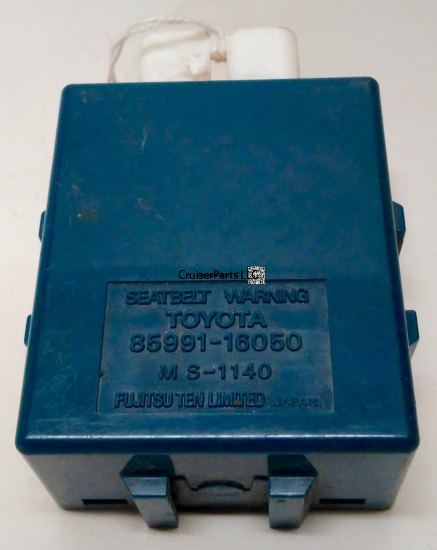 CruiserParts L
SEATBELT WARNING
TOYOTA
85991-16050
M S-1140
FUJITSU TEN LIMITED JAPAN